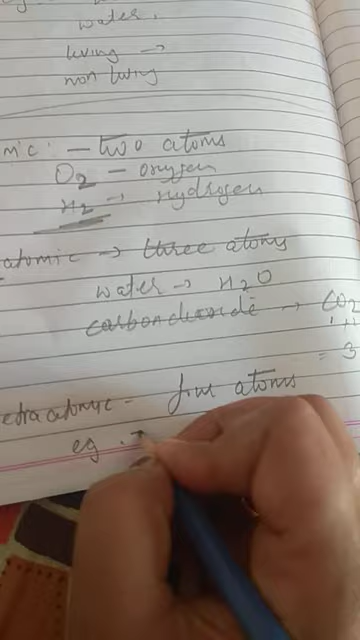 water.
living →
non living
mic: — two atoms
O2 — oxygen
H2 → Hydrogen
atomic → three atoms
water → H2O
carbondioxide → CO2
= 3
etraatomic = four atoms
eg